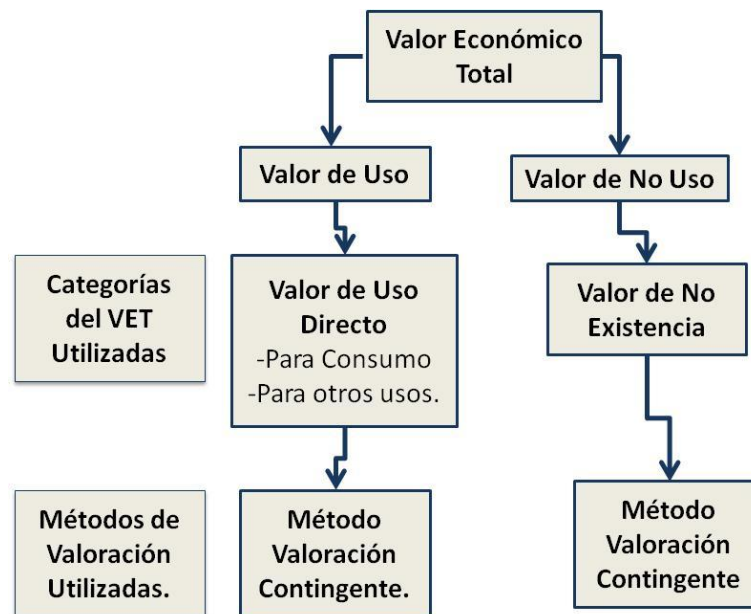 Valor Económico
Total
Valor de Uso
Valor de No Uso
Categorías
del VET
Utilizadas
Valor de Uso
Directo
-Para Consumo
-Para otros usos.
Valor de No
Existencia
Métodos de
Valoración
Utilizadas.
Método
Valoración
Contingente.
Método
Valoración
Contingente